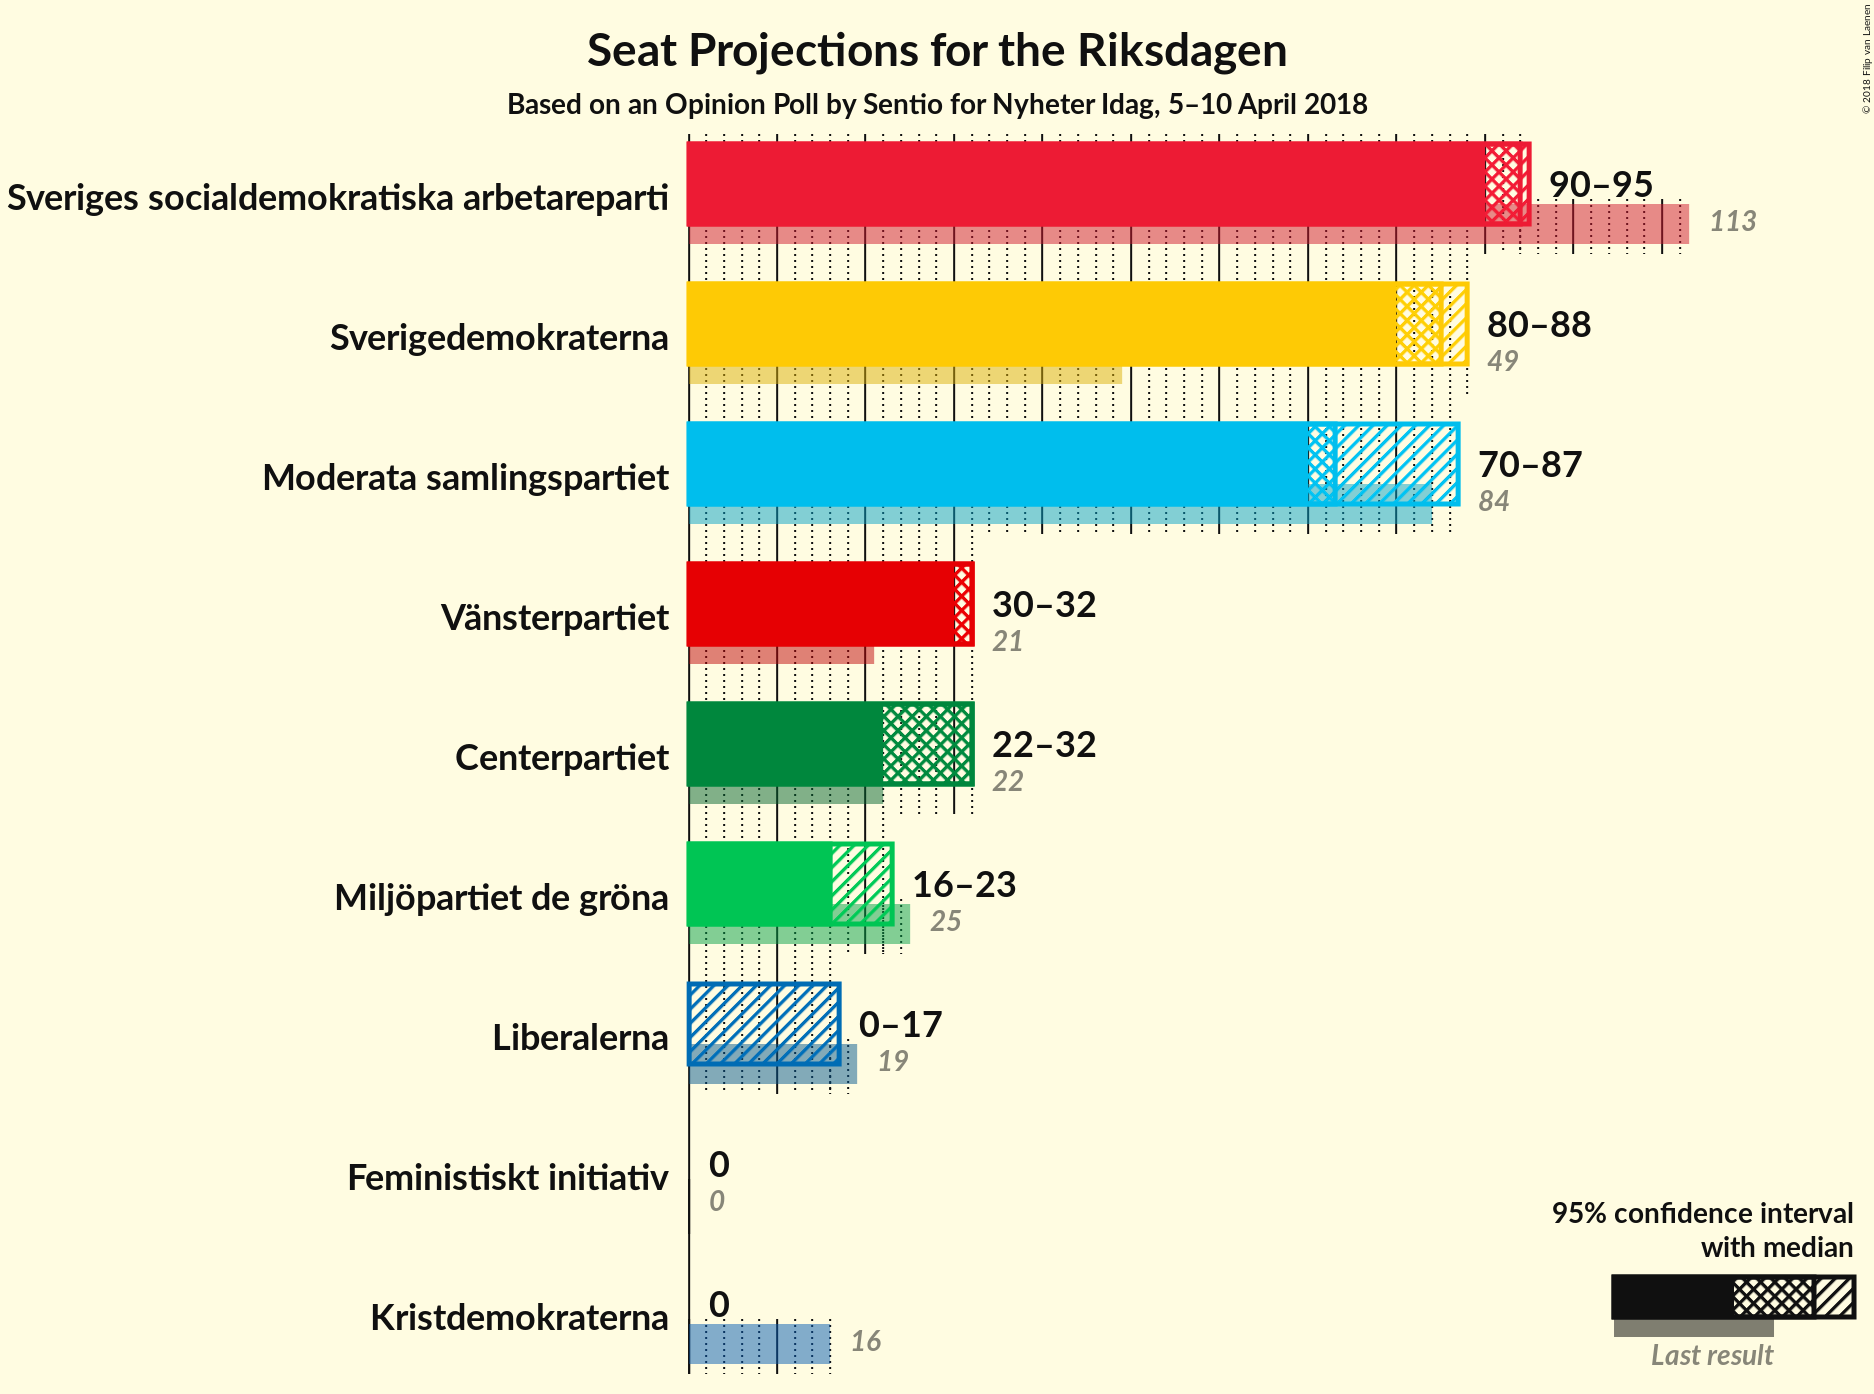 Seat Projections for the Riksdagen
Based on an Opinion Poll by Sentio for Nyheter Idag, 5–10 April 2018
© 2018 Filip van Laenen
Sveriges socialdemokratiska arbetareparti
90–95
113
Sverigedemokraterna
80–88
49
Moderata samlingspartiet
70–87
84
Vänsterpartiet
30–32
21
Centerpartiet
22–32
22
Miljöpartiet de gröna
16–23
25
Liberalerna
0–17
19
Feministiskt initiativ
0
0
Kristdemokraterna
0
16
95% confidence interval
with median
Last result